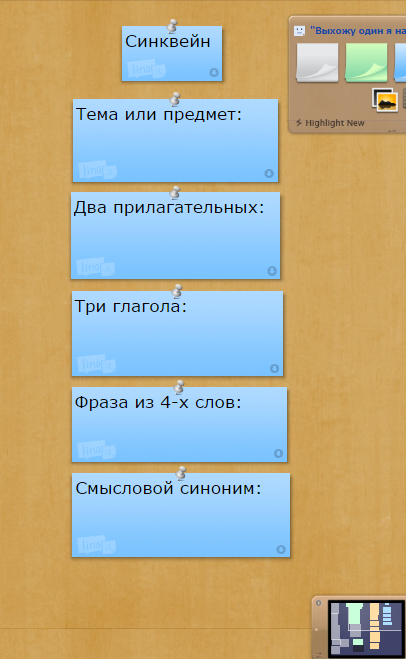 Синквейн
Тема или предмет:
Два прилагательных:
Три глагола:
Фраза из 4-х слов:
Смысловой синоним:
"Выхожу один я на
Highlight New